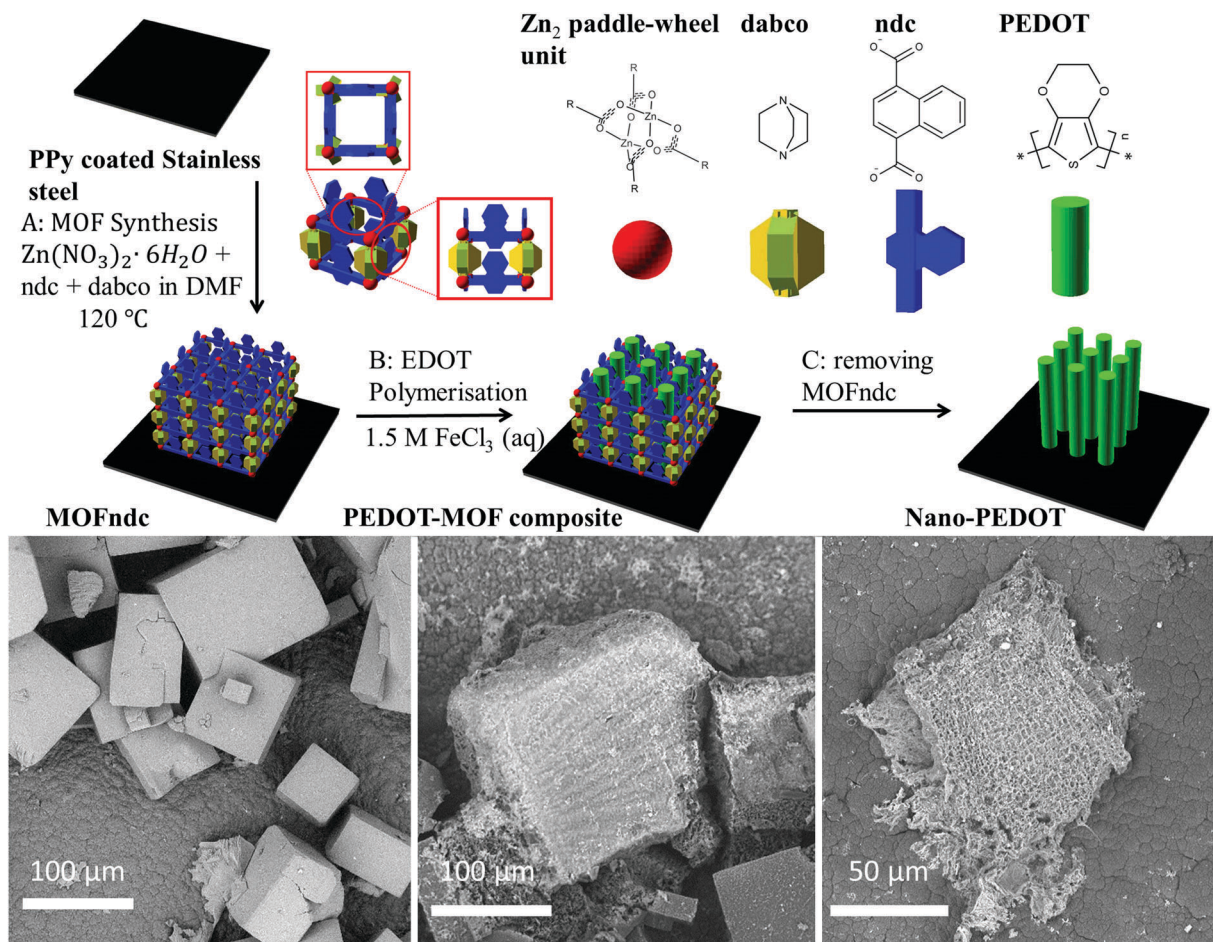 Zn₂ paddle-wheel
unit
dabco
ndc
PEDOT
R
O
O
O
Zn
O
Zn
O
O
O
O
R
R
R
N
N
O⁻
O
O⁻
O
O
O
S
n
*
*
PPy coated Stainless
steel
A: MOF Synthesis
Zn(NO₃)₂· 6H₂O +
ndc + dabco in DMF
120 ℃
B: EDOT
Polymerisation
1.5 M FeCl₃ (aq)
C: removing
MOFndc
MOFndc
PEDOT-MOF composite
Nano-PEDOT
100 µm
100 µm
50 µm